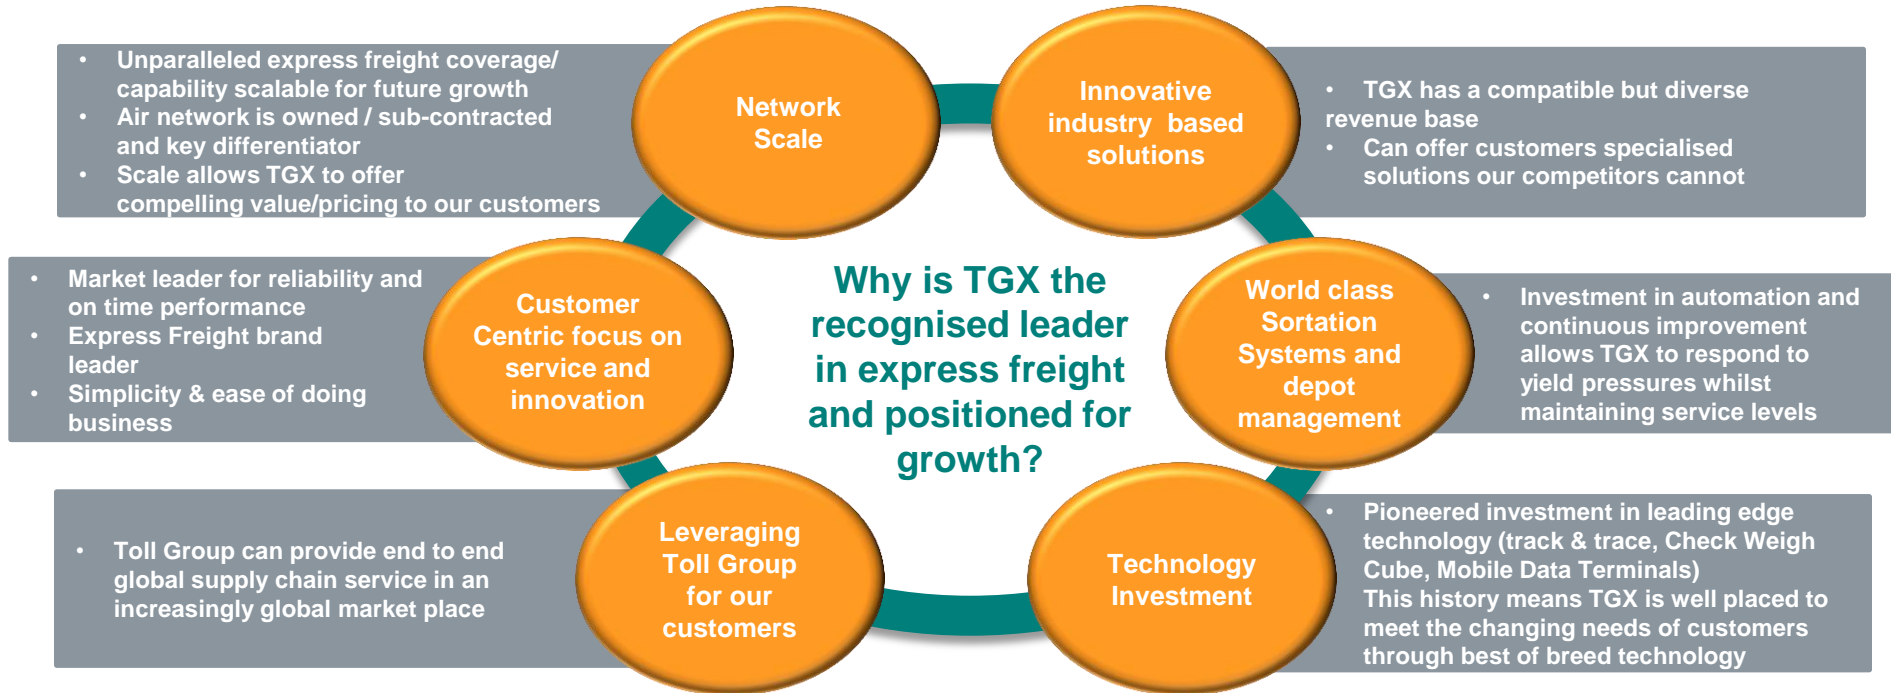 • Unparalleled express freight coverage/
capability scalable for future growth
• Air network is owned / sub-contracted
and key differentiator
• Scale allows TGX to offer
compelling value/pricing to our customers
Network
Scale
Innovative
industry based
solutions
• TGX has a compatible but diverse
revenue base
• Can offer customers specialised
solutions our competitors cannot
• Market leader for reliability and
on time performance
• Express Freight brand
leader
• Simplicity & ease of doing
business
Customer
Centric focus on
service and
innovation
Why is TGX the
recognised leader
in express freight
and positioned for
growth?
World class
Sortation
Systems and
depot
management
• Investment in automation and
continuous improvement
allows TGX to respond to
yield pressures whilst
maintaining service levels
• Toll Group can provide end to end
global supply chain service in an
increasingly global market place
Leveraging
Toll Group
for our
customers
Technology
Investment
• Pioneered investment in leading edge
technology (track & trace, Check Weigh
Cube, Mobile Data Terminals)
This history means TGX is well placed to
meet the changing needs of customers
through best of breed technology